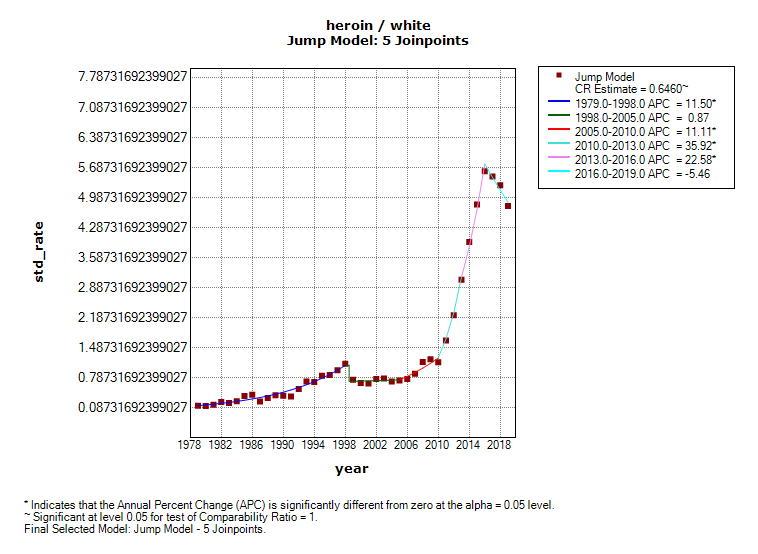 heroin / white
Jump Model: 5 Joinpoints
7.78731692399027
7.08731692399027
6.38731692399027
5.68731692399027
4.98731692399027
4.28731692399027
3.58731692399027
2.88731692399027
2.18731692399027
1.48731692399027
0.78731692399027
0.08731692399027
std_rate
1978 1982 1986 1990 1994 1998 2002 2006 2010 2014 2018
year
Jump Model
CR Estimate = 0.6460~
1979.0-1998.0 APC = 11.50*
1998.0-2005.0 APC = 0.87
2005.0-2010.0 APC = 11.11*
2010.0-2013.0 APC = 35.92*
2013.0-2016.0 APC = 22.58*
2016.0-2019.0 APC = -5.46
* Indicates that the Annual Percent Change (APC) is significantly different from zero at the alpha = 0.05 level.
~ Significant at level 0.05 for test of Comparability Ratio = 1.
Final Selected Model: Jump Model - 5 Joinpoints.